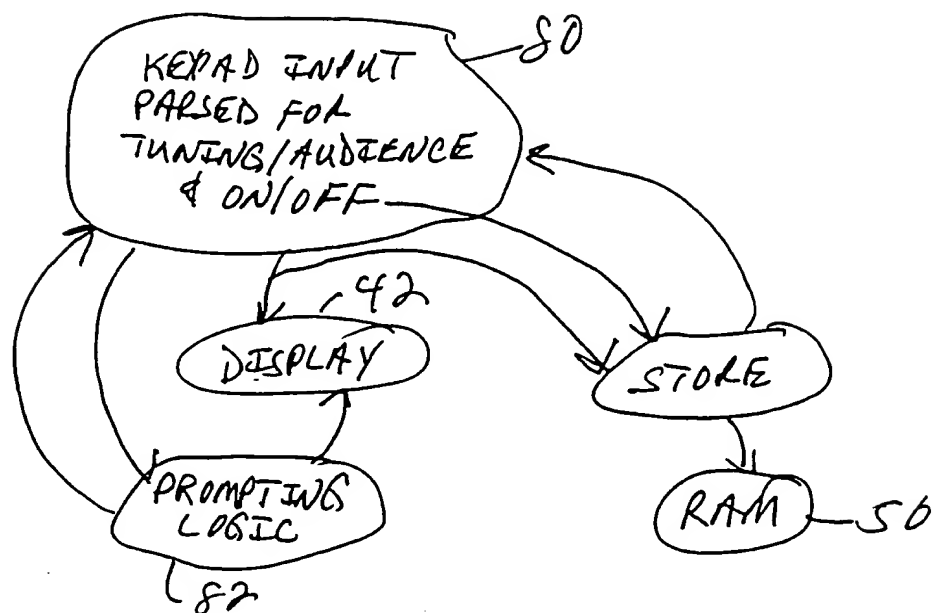 80
KEYPAD INPUT
PARSED FOR
TUNING/AUDIENCE
& ON/OFF
42
DISPLAY
STORE
PROMPTING
LOGIC
RAM
50
82